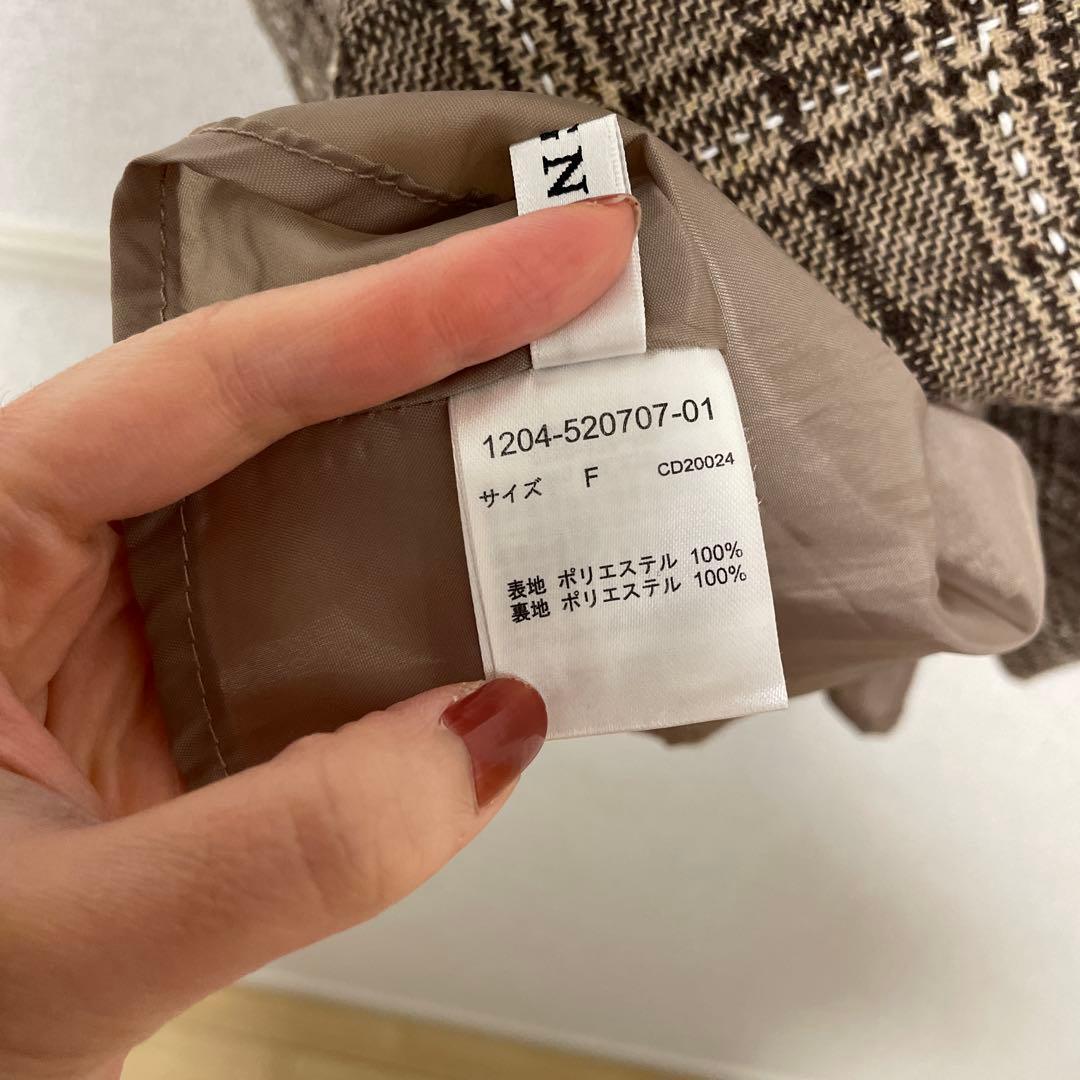 N
1204-520707-01
サイズ F CD20024
表地 ポリエステル 100%
裏地 ポリエステル 100%